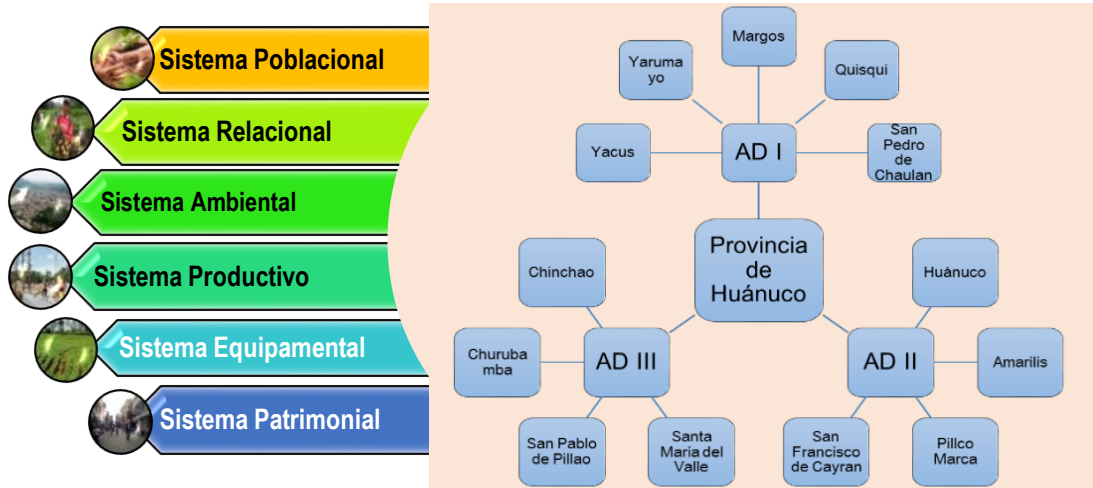 Sistema Poblacional
Sistema Relacional
Sistema Ambiental
Sistema Productivo
Sistema Equipamental
Sistema Patrimonial
Margos
Yaruma
yo
Quisqui
Yacus
AD I
San
Pedro
de
Chaulan
Provincia
de
Huánuco
Chinchao
Huánuco
Churuba
mba
AD III
AD II
Amarilis
San Pablo
de Pillao
Santa
Maria del
Valle
San
Francisco
de Cayran
Pillco
Marca